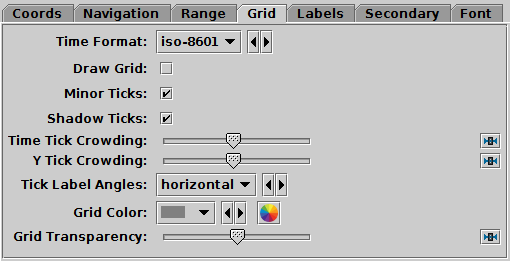 Coords Navigation Range Grid Labels Secondary Font
Time Format: iso-8601
Draw Grid:
Minor Ticks:
Shadow Ticks:
Time Tick Crowding:
Y Tick Crowding:
Tick Label Angles: horizontal
Grid Color:
Grid Transparency: